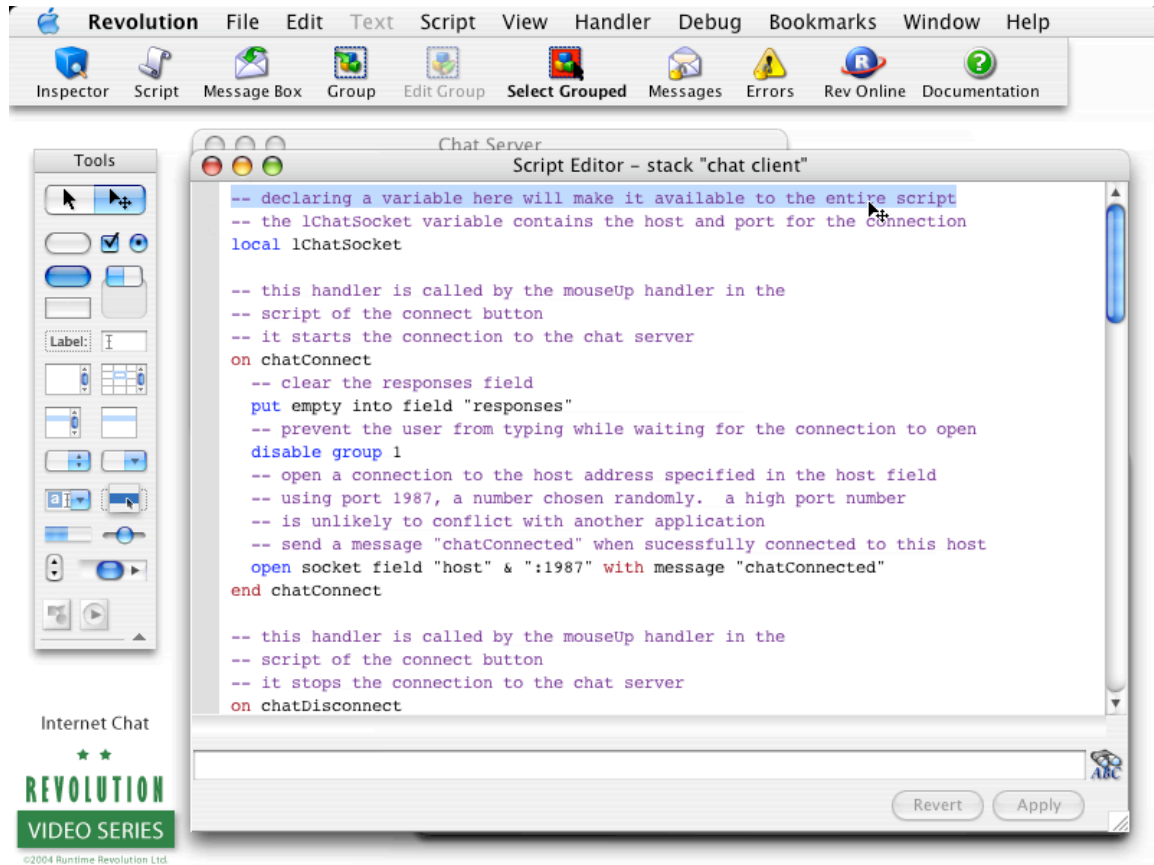 Revolution File Edit Text Script View Handler Debug Bookmarks Window Help
Inspector Script Message Box Group Edit Group Select Grouped Messages Errors Rev Online Documentation
Chat Server
Tools
Script Editor – stack "chat client"
-- declaring a variable here will make it available to the entire script
-- the lChatSocket variable contains the host and port for the connection
local lChatSocket
-- this handler is called by the mouseUp handler in the
-- script of the connect button
-- it starts the connection to the chat server
on chatConnect
-- clear the responses field
put empty into field "responses"
-- prevent the user from typing while waiting for the connection to open
disable group 1
-- open a connection to the host address specified in the host field
-- using port 1987, a number chosen randomly.  a high port number
-- is unlikely to conflict with another application
-- send a message "chatConnected" when sucessfully connected to this host
open socket field "host" & ":1987" with message "chatConnected"
end chatConnect
-- this handler is called by the mouseUp handler in the
-- script of the connect button
-- it stops the connection to the chat server
on chatDisconnect
Label:
a
ABC
Revert Apply
Internet Chat
REVOLUTION
VIDEO SERIES
©2004 Runtime Revolution Ltd.